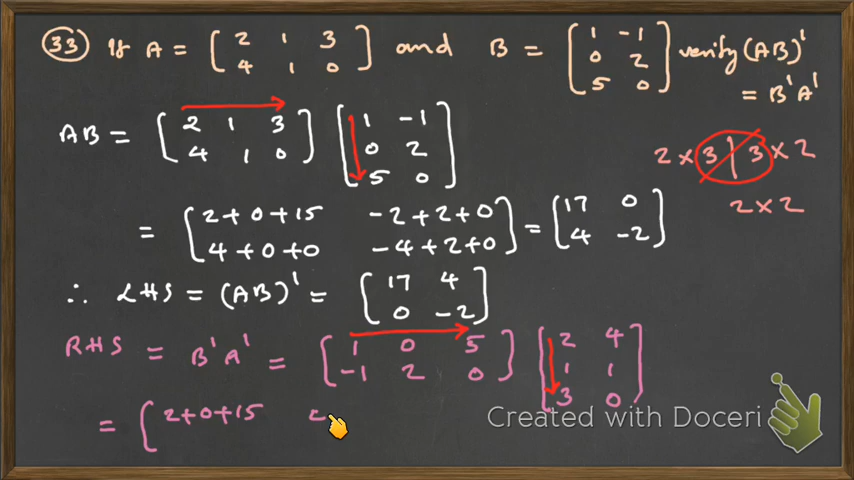 33 If A = [ 2 1 3 and B = [ 1 -1 verify (AB)'
4 1 0 ] 0 2 = B'A'
5 0 ]
AB = [ 2 1 3 [ 1 -1 2×3|3×2
4 1 0 ] 0 2
5 0 ] 2×2
= [ 2+0+15 -2+2+0 = [ 17 0
4+0+0 -4+2+0 ] 4 -2 ]
∴ LHS = (AB)' = [ 17 4
0 -2 ]
RHS = B'A' = [ 1 0 5 [ 2 4
-1 2 0 ] 1 1
3 0 ]
= [ 2+0+15
Created with Doceri